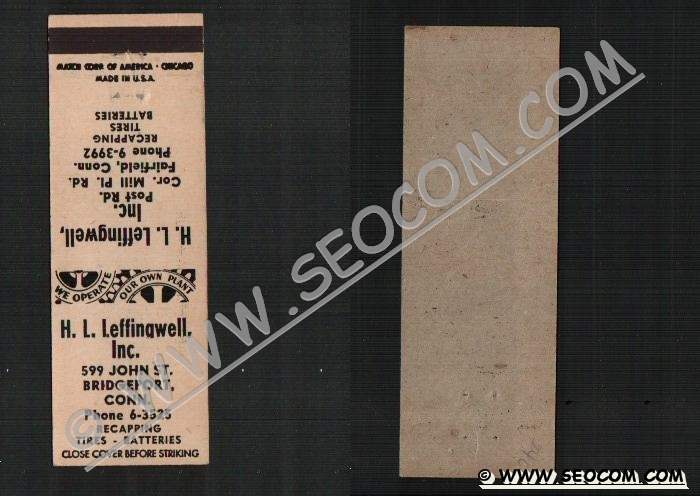 MATCH CORP OF AMERICA • CHICAGO
MADE IN U.S.A.
H. L. Leffingwell,
Inc.
Post Rd.
Cor. Mill Pl. Rd.
Fairfield, Conn.
Phone 9-3992
RECAPPING
TIRES
BATTERIES
WE OPERATE OUR OWN PLANT
H. L. Leffingwell,
Inc.
599 JOHN ST.
BRIDGEPORT,
CONN.
Phone 6-3525
RECAPPING
TIRES - BATTERIES
CLOSE COVER BEFORE STRIKING
© WWW.SEOCOM.COM
© WWW.SEOCOM.COM